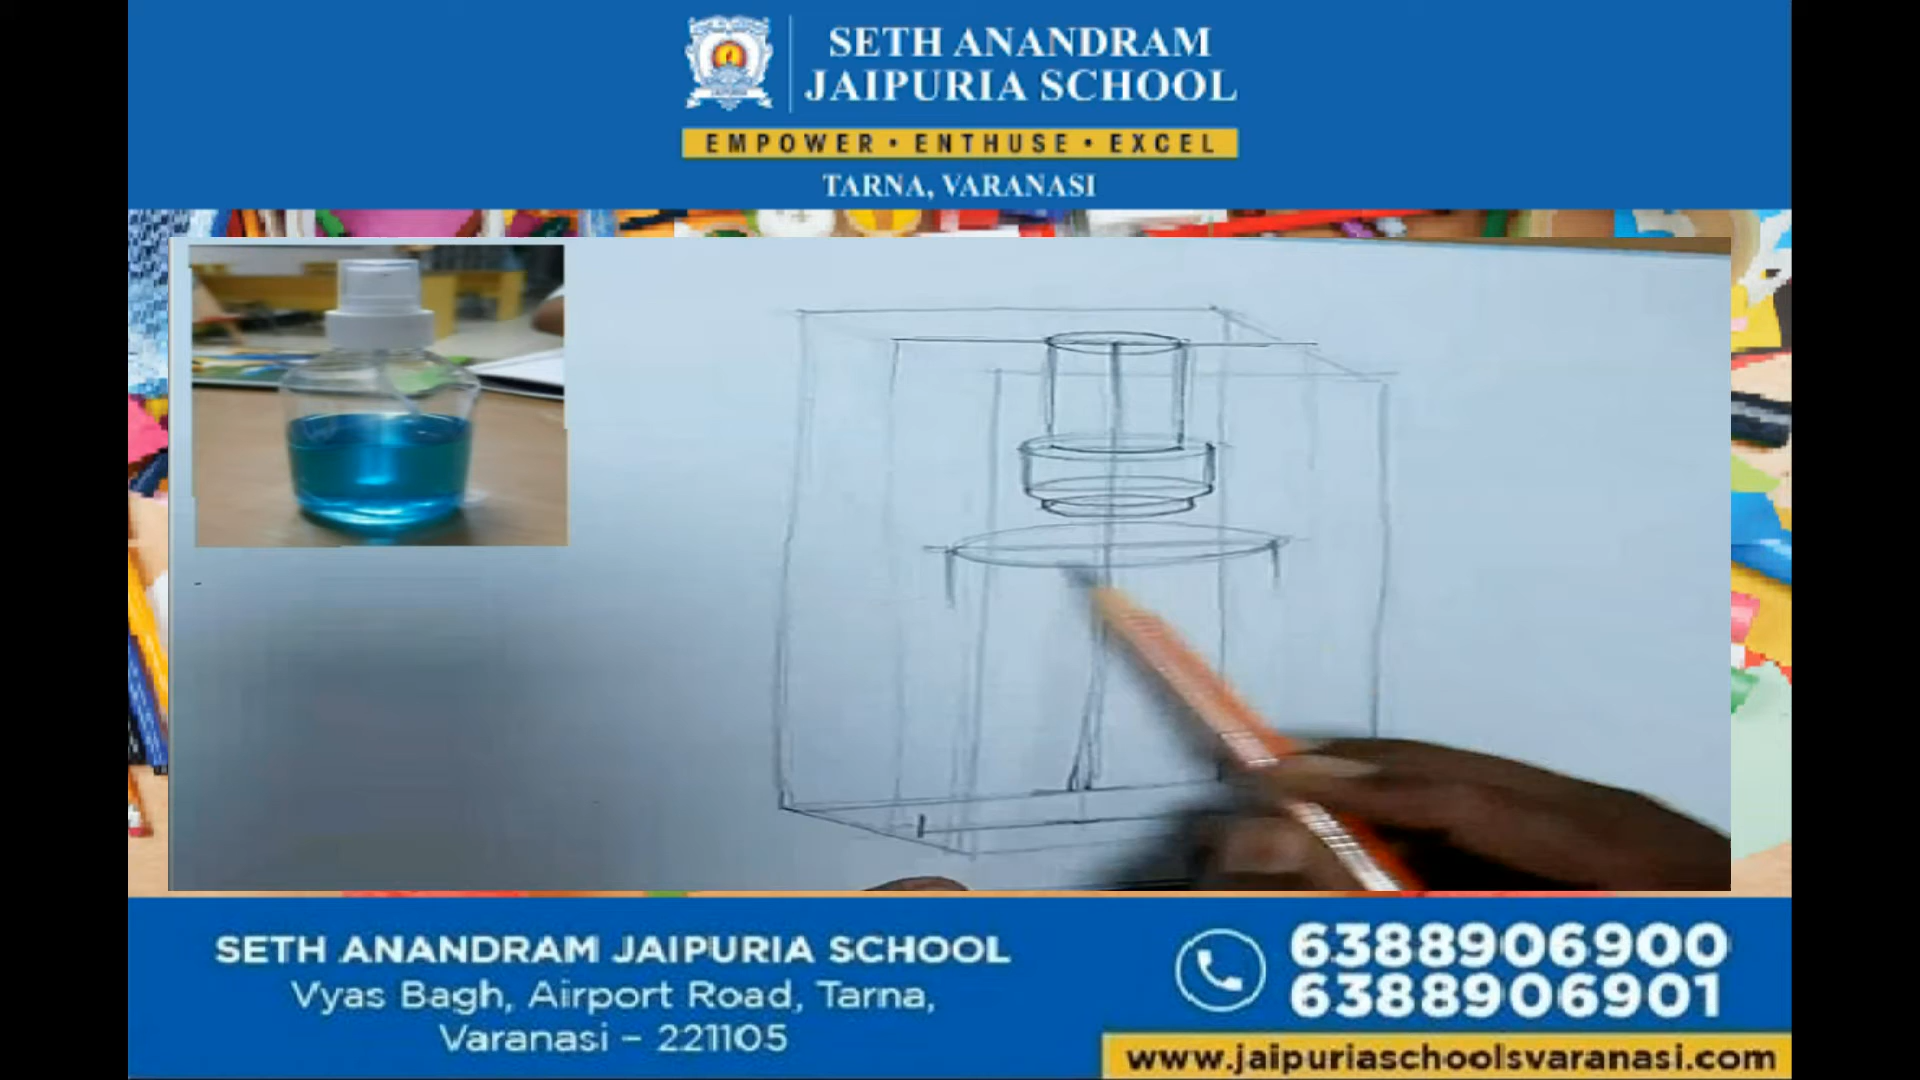 SETH ANANDRAM
JAIPURIA SCHOOL
EMPOWER • ENTHUSE • EXCEL
TARNA, VARANASI
SETH ANANDRAM JAIPURIA SCHOOL
Vyas Bagh, Airport Road, Tarna,
Varanasi – 221105
6388906900
6388906901
www.jaipuriaschoolsvaranasi.com